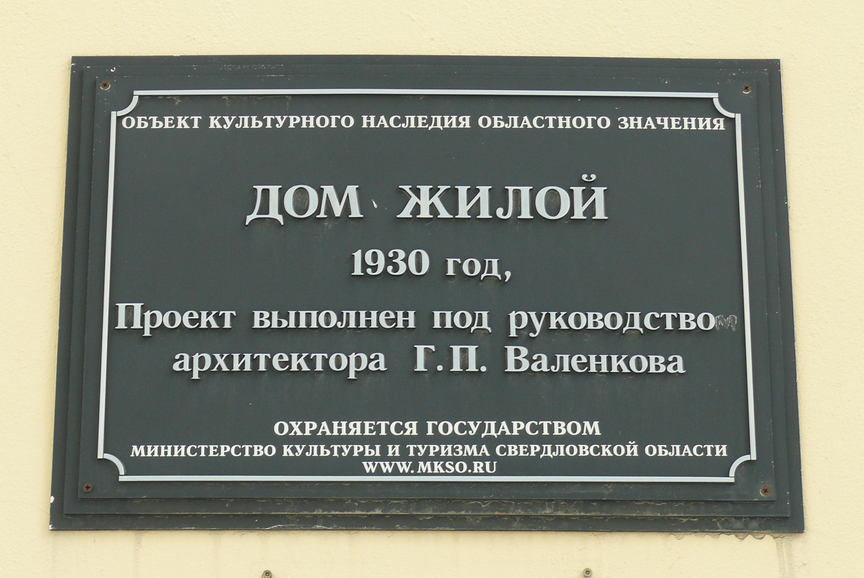 ОБЪЕКТ КУЛЬТУРНОГО НАСЛЕДИЯ ОБЛАСТНОГО ЗНАЧЕНИЯ
ДОМ ЖИЛОЙ
1930 год,
Проект выполнен под руководством
архитектора Г.П. Валенкова
ОХРАНЯЕТСЯ ГОСУДАРСТВОМ
МИНИСТЕРСТВО КУЛЬТУРЫ И ТУРИЗМА СВЕРДЛОВСКОЙ ОБЛАСТИ
WWW.MKSO.RU